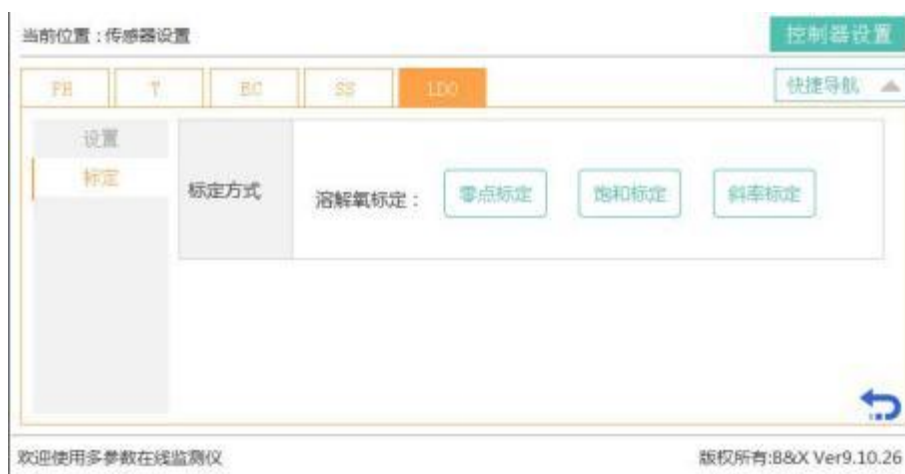 当前位置：传感器设置
控制器设置
PH T EC SS LDO
快捷导航
设置
标定
标定方式
溶解氧标定： 零点标定 饱和标定 斜率标定
欢迎使用多参数在线监测仪
版权所有:B&X Ver9.10.26